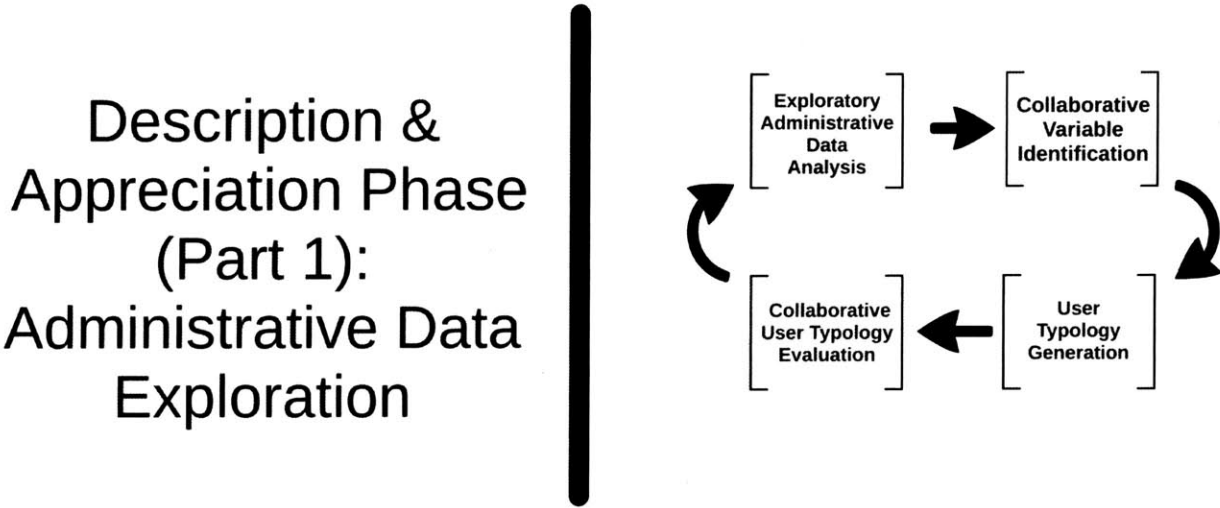 Description &
Appreciation Phase
(Part 1):
Administrative Data
Exploration
Exploratory
Administrative
Data
Analysis
Collaborative
Variable
Identification
User
Typology
Generation
Collaborative
User Typology
Evaluation